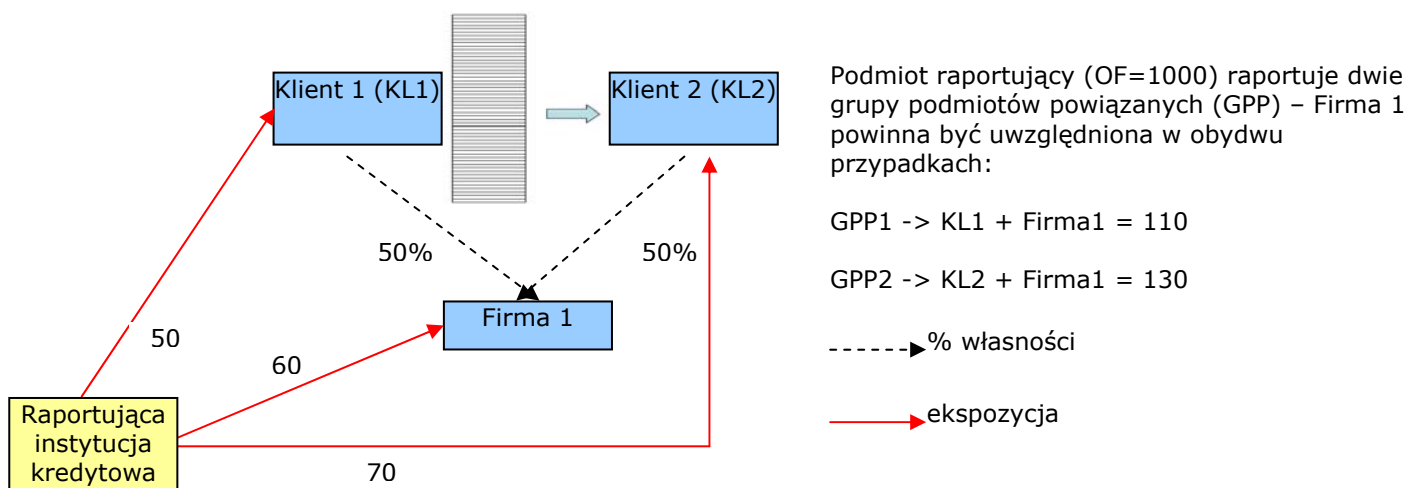 Klient 1 (KL1)
Klient 2 (KL2)
50%
50%
Firma 1
50
60
70
Raportująca
instytucja
kredytowa
Podmiot raportujący (OF=1000) raportuje dwie
grupy podmiotów powiązanych (GPP) – Firma 1
powinna być uwzględniona w obydwu
przypadkach:
GPP1 -> KL1 + Firma1 = 110
GPP2 -> KL2 + Firma1 = 130
% własności
ekspozycja